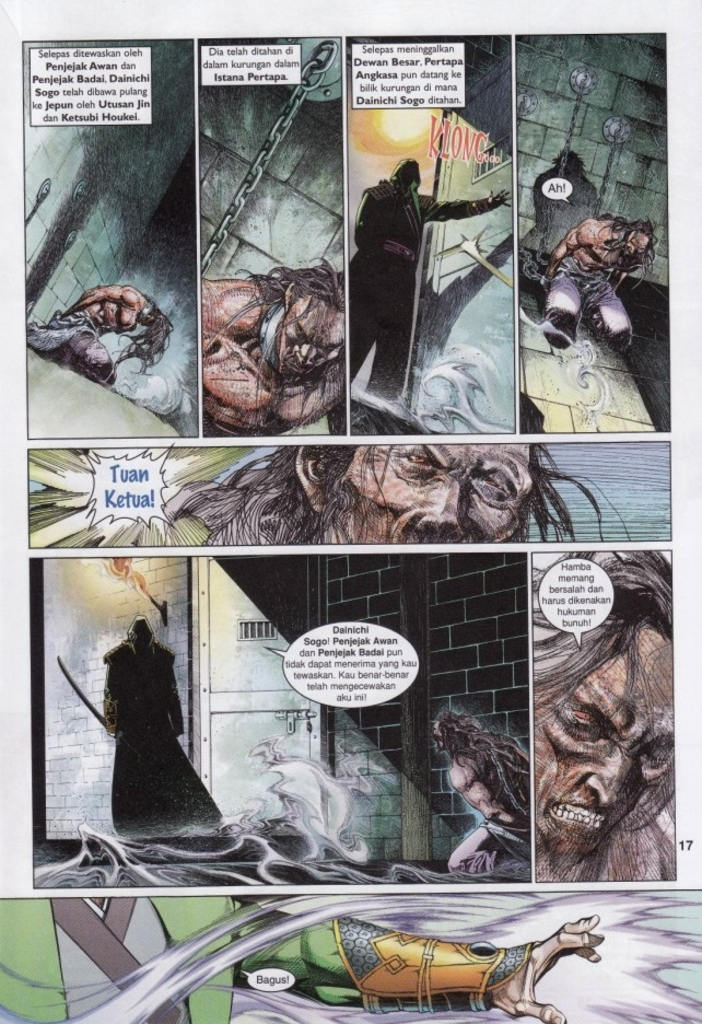 Selepas ditewaskan oleh
Penjejak Awan dan
Penjejak Badai, Dainichi
Sogo telah dibawa pulang
ke Jepun oleh Utusan Jin
dan Ketsubi Houkei.
Dia telah ditahan di
dalam kurungan dalam
Istana Pertapa.
Selepas meninggalkan
Dewan Besar, Pertapa
Angkasa pun datang ke
bilik kurungan di mana
Dainichi Sogo ditahan.
KLONG...
Ah!
Tuan
Ketua!
Dainichi
Sogo! Penjejak Awan
dan Penjejak Badai pun
tidak dapat menerima yang kau
tewaskan. Kau benar-benar
telah mengecewakan
aku ini!
Hamba
memang
bersalah dan
harus dikenakan
hukuman
bunuh!
17
Bagus!